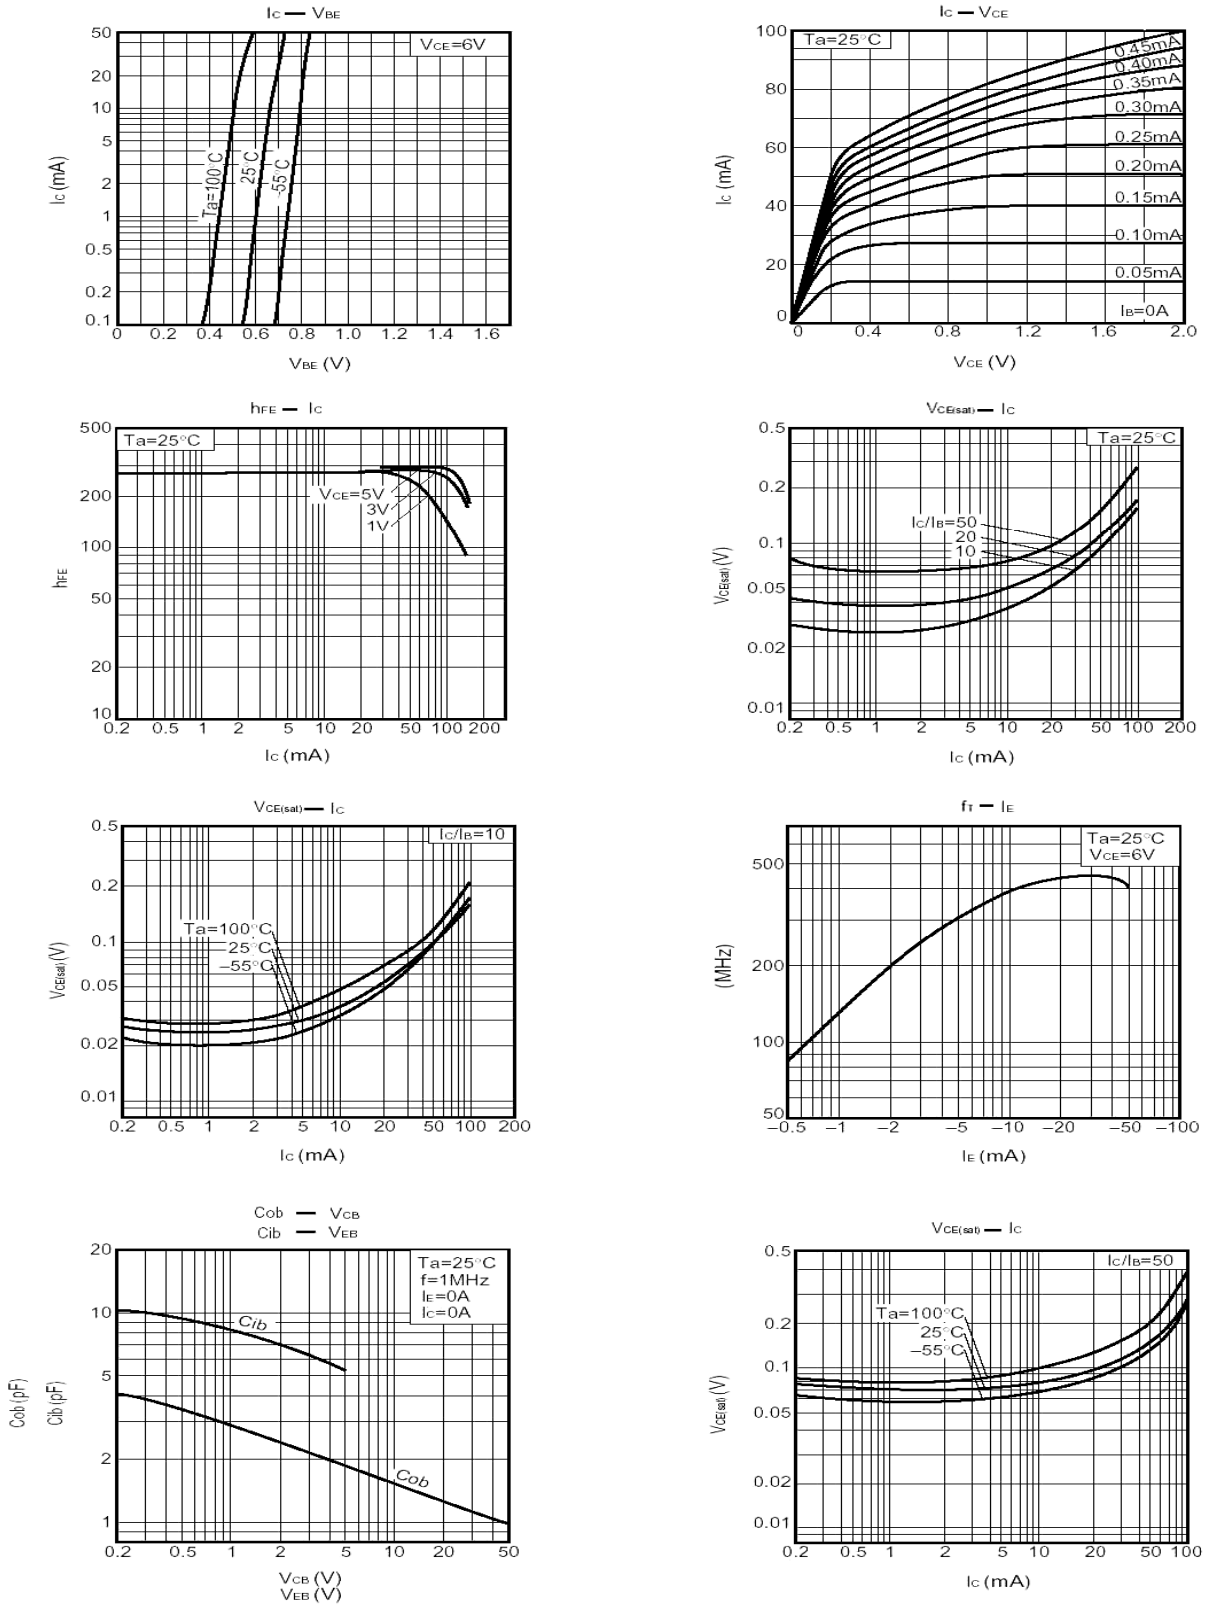 IC — VBE
50
20
10
5
2
1
0.5
0.2
0.1
IC (mA)
VCE=6V
Ta=100°C
25°C
-55°C
0 0.2 0.4 0.6 0.8 1.0 1.2 1.4 1.6
VBE (V)
IC — VCE
100
80
60
40
20
0
IC (mA)
Ta=25°C
0.45mA
0.40mA
0.35mA
0.30mA
0.25mA
0.20mA
0.15mA
0.10mA
0.05mA
IB=0A
0 0.4 0.8 1.2 1.6 2.0
VCE (V)
hFE — IC
500
200
100
50
20
10
hFE
Ta=25°C
VCE=5V
3V
1V
0.2 0.5 1 2 5 10 20 50 100 200
IC (mA)
VCE(sat) — IC
0.5
0.2
0.1
0.05
0.02
0.01
VCE(sat) (V)
Ta=25°C
IC/IB=50
20
10
0.2 0.5 1 2 5 10 20 50 100 200
IC (mA)
VCE(sat) — IC
0.5
0.2
0.1
0.05
0.02
0.01
VCE(sat) (V)
IC/IB=10
Ta=100°C
25°C
–55°C
0.2 0.5 1 2 5 10 20 50 100 200
IC (mA)
fT — IE
500
200
100
50
(MHz)
Ta=25°C
VCE=6V
–0.5 –1 –2 –5 –10 –20 –50 –100
IE (mA)
Cob — VCB
Cib — VEB
20
10
5
2
1
Cob (pF)
Cib (pF)
Ta=25°C
f=1MHz
IE=0A
IC=0A
Cib
Cob
0.2 0.5 1 2 5 10 20 50
VCB (V)
VEB (V)
VCE(sat) — IC
0.5
0.2
0.1
0.05
0.02
0.01
VCE(sat) (V)
IC/IB=50
Ta=100°C
25°C
–55°C
0.2 0.5 1 2 5 10 20 50 100
IC (mA)